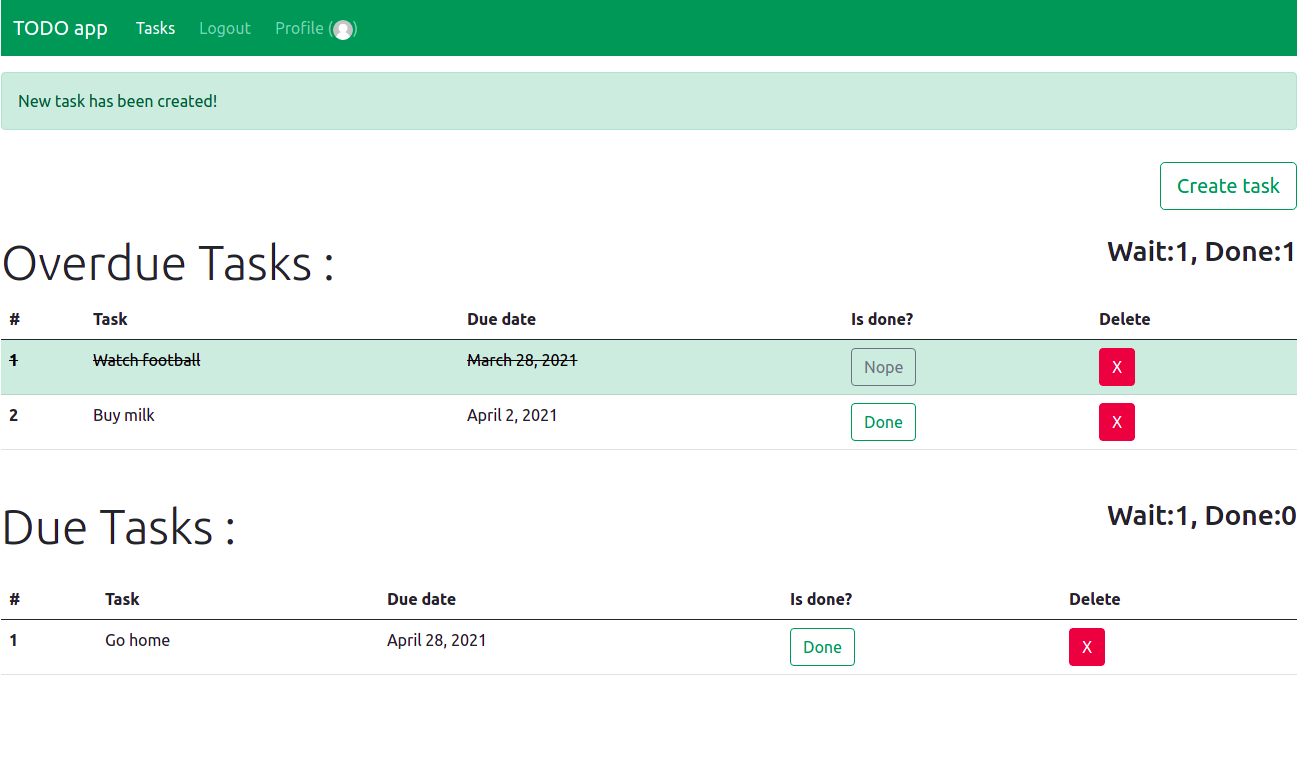 TODO app Tasks Logout Profile ( )
New task has been created!
Create task
Overdue Tasks : Wait:1, Done:1
# Task Due date Is done? Delete
1 Watch football March 28, 2021 Nope X
2 Buy milk April 2, 2021 Done X
Due Tasks : Wait:1, Done:0
# Task Due date Is done? Delete
1 Go home April 28, 2021 Done X